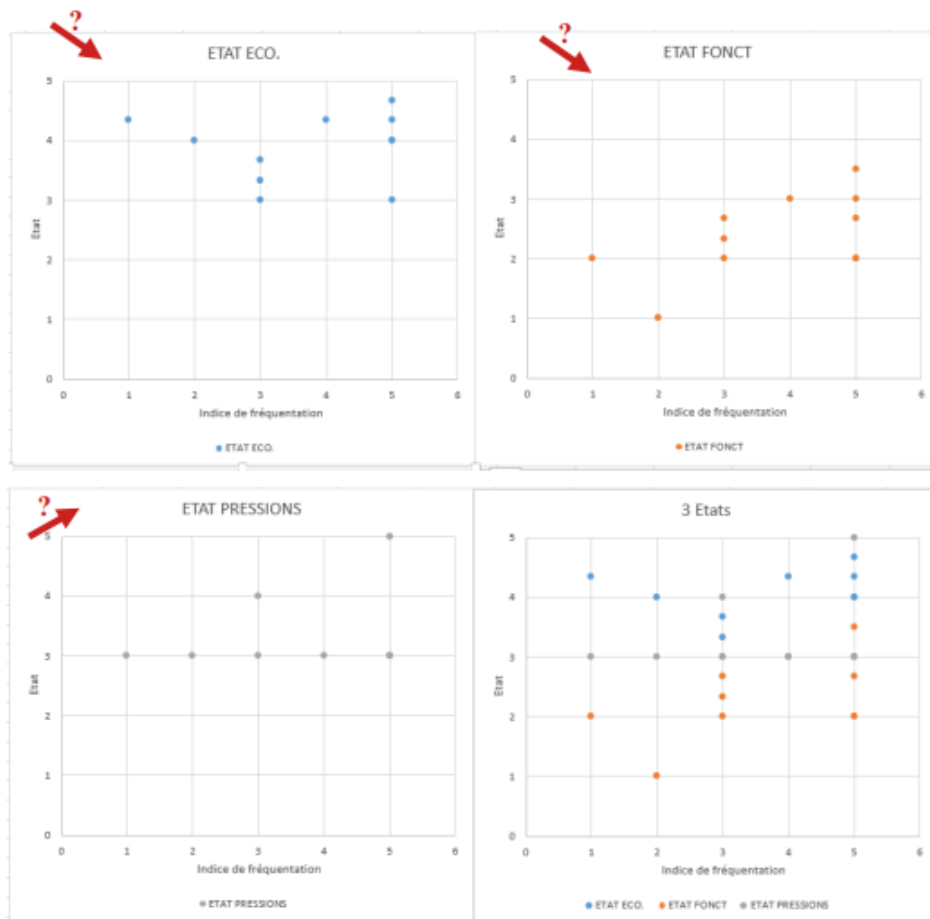 ?
ETAT ECO.
5
4
3
2
1
0
Etat
0 1 2 3 4 5 6
Indice de fréquentation
ETAT ECO.
?
ETAT FONCT
5
4
3
2
1
0
Etat
0 1 2 3 4 5 6
Indice de fréquentation
ETAT FONCT
?
ETAT PRESSIONS
5
4
3
2
1
0
Etat
0 1 2 3 4 5 6
Indice de fréquentation
ETAT PRESSIONS
3 Etats
5
4
3
2
1
0
Etat
0 1 2 3 4 5 6
Indice de fréquentation
ETAT ECO. ETAT FONCT ETAT PRESSIONS